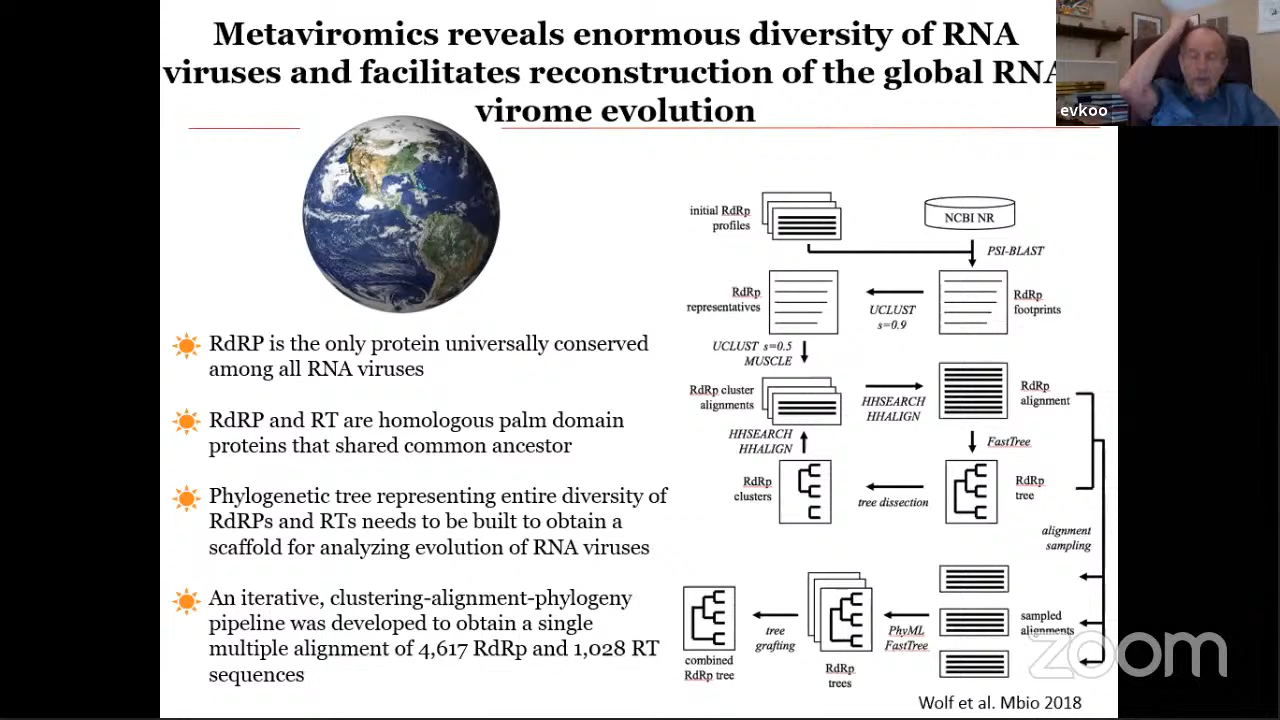 Metaviromics reveals enormous diversity of RNA
viruses and facilitates reconstruction of the global RNA
virome evolution
evkoo
RdRP is the only protein universally conserved
among all RNA viruses
RdRP and RT are homologous palm domain
proteins that shared common ancestor
Phylogenetic tree representing entire diversity of
RdRPs and RTs needs to be built to obtain a
scaffold for analyzing evolution of RNA viruses
An iterative, clustering-alignment-phylogeny
pipeline was developed to obtain a single
multiple alignment of 4,617 RdRp and 1,028 RT
sequences
initial RdRp
profiles
NCBI NR
PSI-BLAST
RdRp
representatives
UCLUST
s=0.9
RdRp
footprints
UCLUST s=0.5
MUSCLE
RdRp cluster
alignments
HHSEARCH
HHALIGN
RdRp
alignment
HHSEARCH
HHALIGN
FastTree
RdRp
clusters
tree dissection
RdRp
tree
alignment
sampling
sampled
alignments
PhyML
FastTree
RdRp
trees
tree
grafting
combined
RdRp tree
zoom
Wolf et al. Mbio 2018